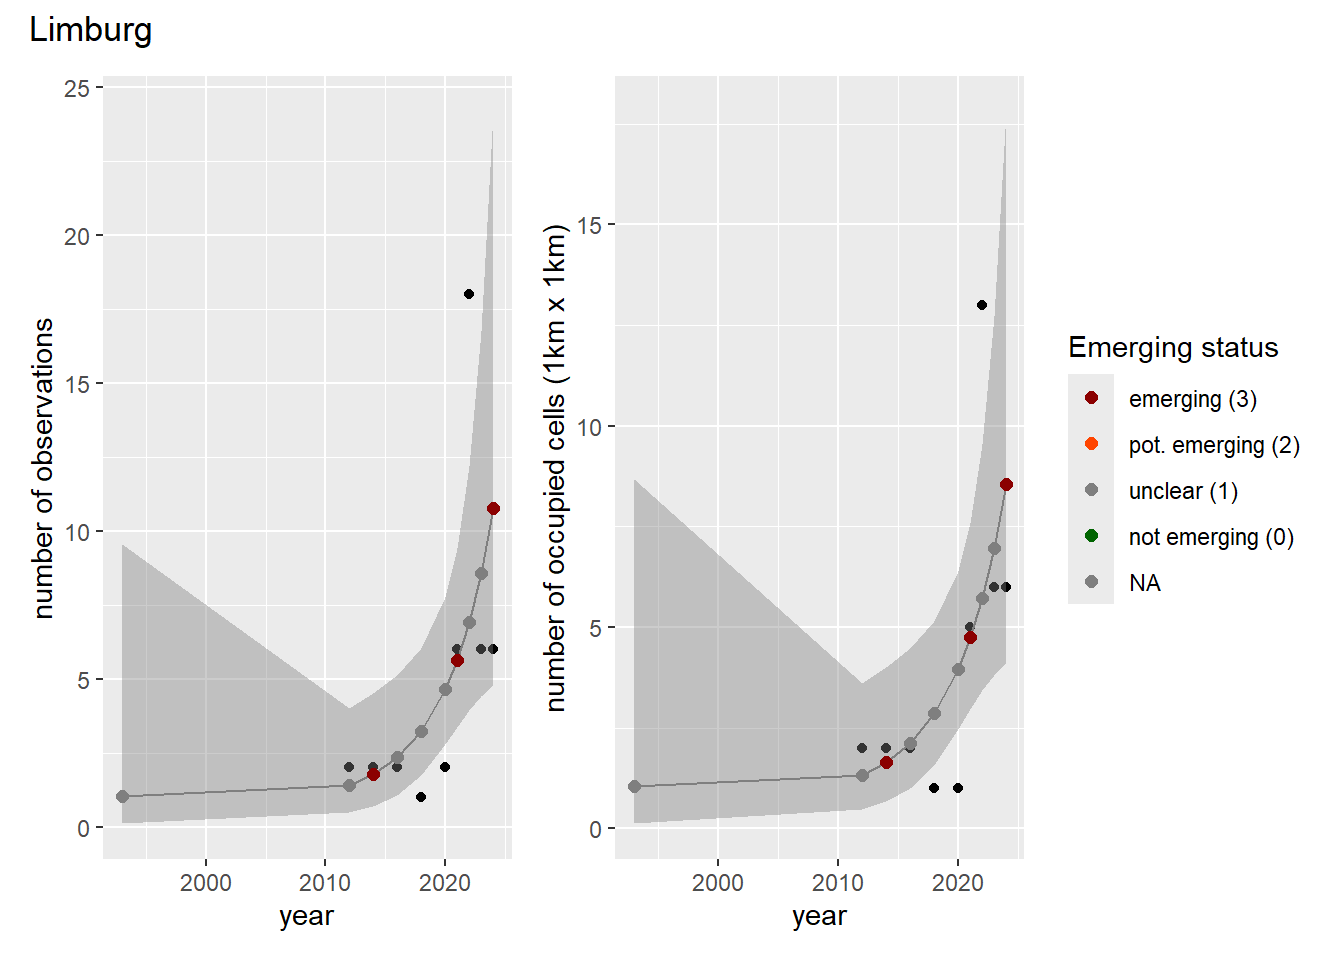 Limburg
number of observations
25
20
15
10
5
0
2000 2010 2020
year
number of occupied cells (1km x 1km)
15
10
5
0
2000 2010 2020
year
Emerging status
emerging (3)
pot. emerging (2)
unclear (1)
not emerging (0)
NA